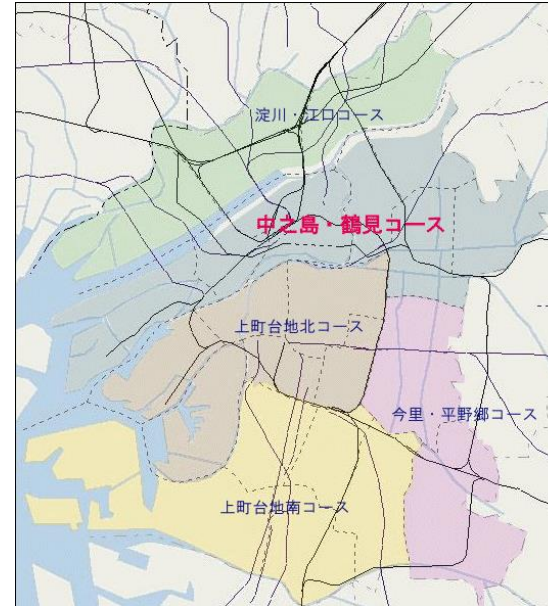 淀川・江口コース
中之島・鶴見コース
上町台地北コース
今里・平野郷コース
上町台地南コース